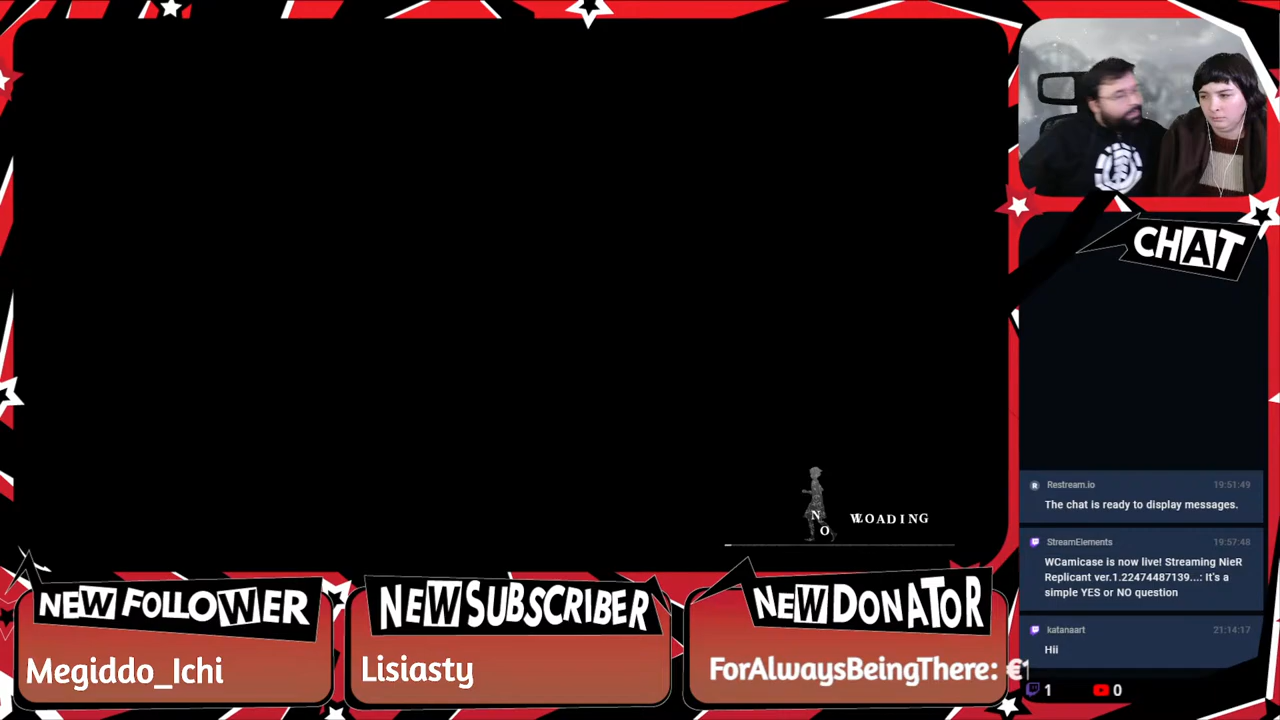 CHAT
Restream.io 19:51:49
The chat is ready to display messages.
StreamElements 19:57:48
WCamicase is now live! Streaming NieR
Replicant ver.1.22474487139...: It's a
simple YES or NO question
katanaart 21:14:17
Hii
1 0
N
O
LOADING
NEW FOLLOWER
Megiddo_Ichi
NEW SUBSCRIBER
Lisiasty
NEW DONATOR
ForAlwaysBeingThere: €1